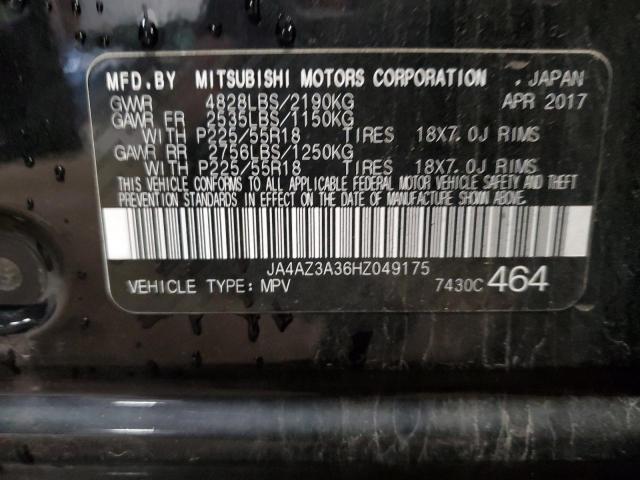 MFD.BY MITSUBISHI MOTORS CORPORATION , JAPAN
GVWR 4828LBS/2190KG APR 2017
GAWR FR 2535LBS/1150KG
WITH P225/55R18 TIRES 18X7.0J RIMS
GAWR RR 2756LBS/1250KG
WITH P225/55R18 TIRES 18X7.0J RIMS
THIS VEHICLE CONFORMS TO ALL APPLICABLE FEDERAL MOTOR VEHICLE SAFETY AND THEFT
PREVENTION STANDARDS IN EFFECT ON THE DATE OF MANUFACTURE SHOWN ABOVE.
JA4AZ3A36HZ049175
VEHICLE TYPE: MPV 7430C 464